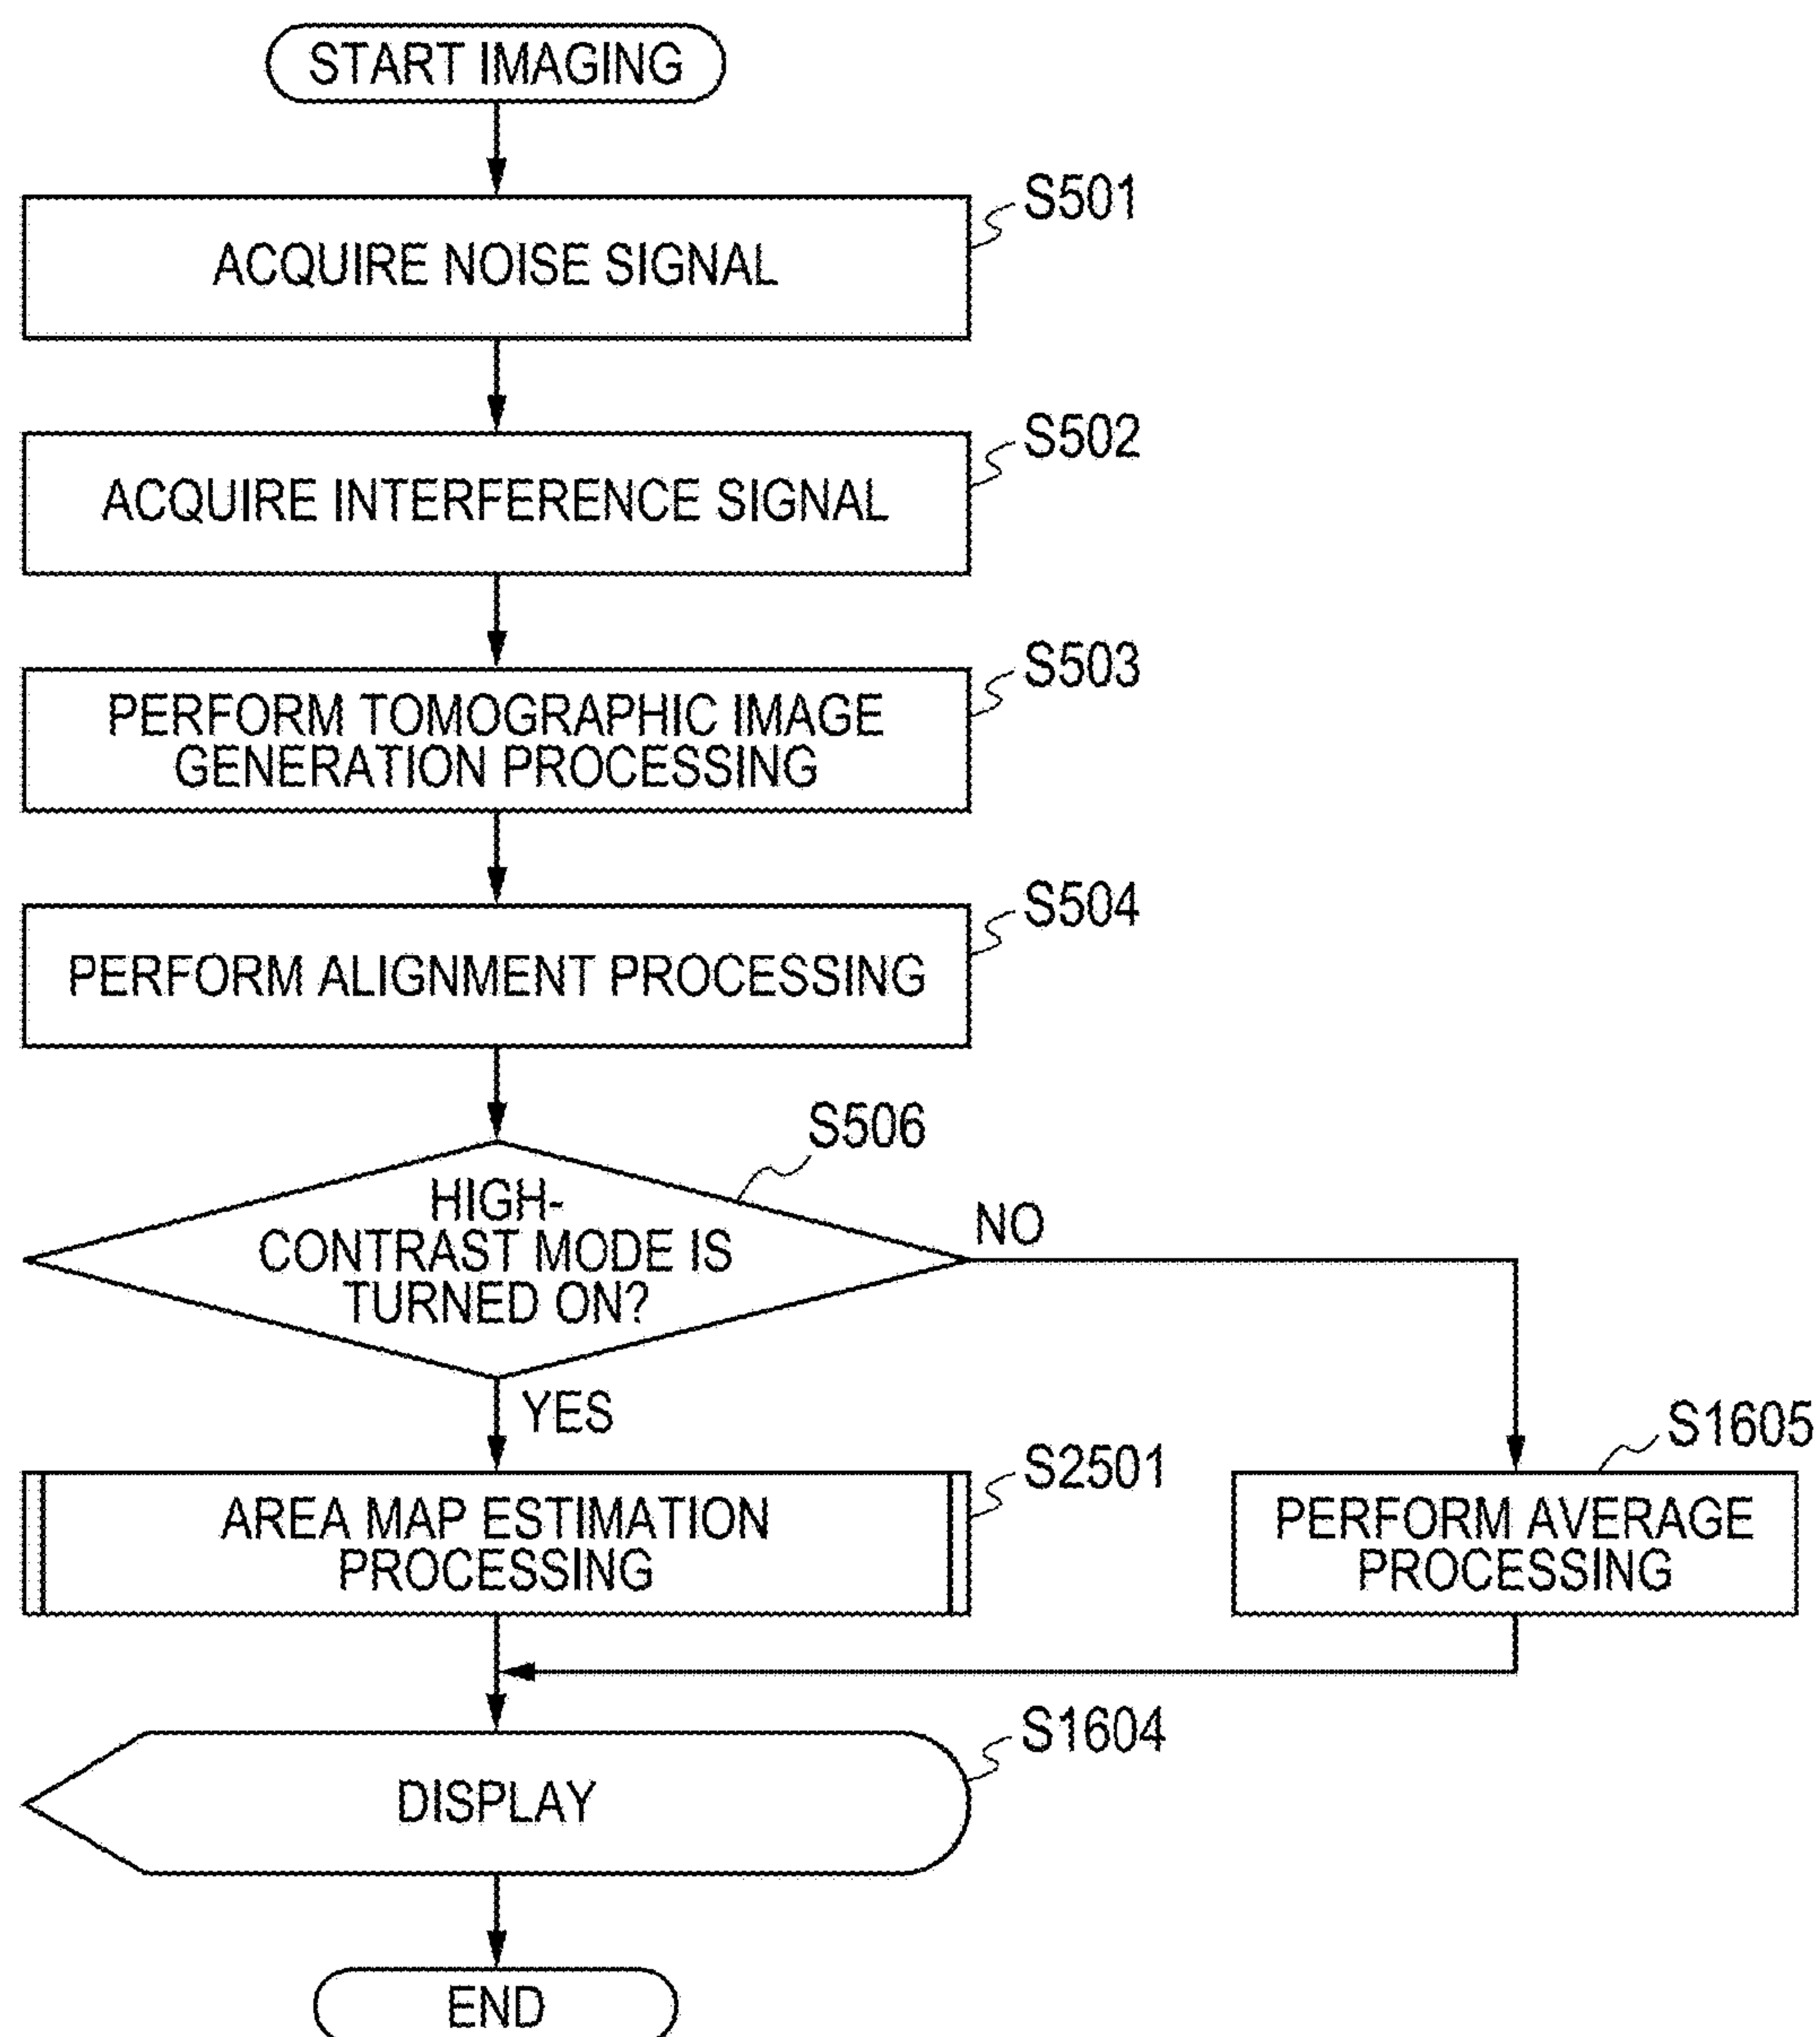 START IMAGING
S501
ACQUIRE NOISE SIGNAL
S502
ACQUIRE INTERFERENCE SIGNAL
S503
PERFORM TOMOGRAPHIC IMAGE
GENERATION PROCESSING
S504
PERFORM ALIGNMENT PROCESSING
S506
HIGH-
CONTRAST MODE IS
TURNED ON?
NO
YES
S2501
AREA MAP ESTIMATION
PROCESSING
S1605
PERFORM AVERAGE
PROCESSING
S1604
DISPLAY
END